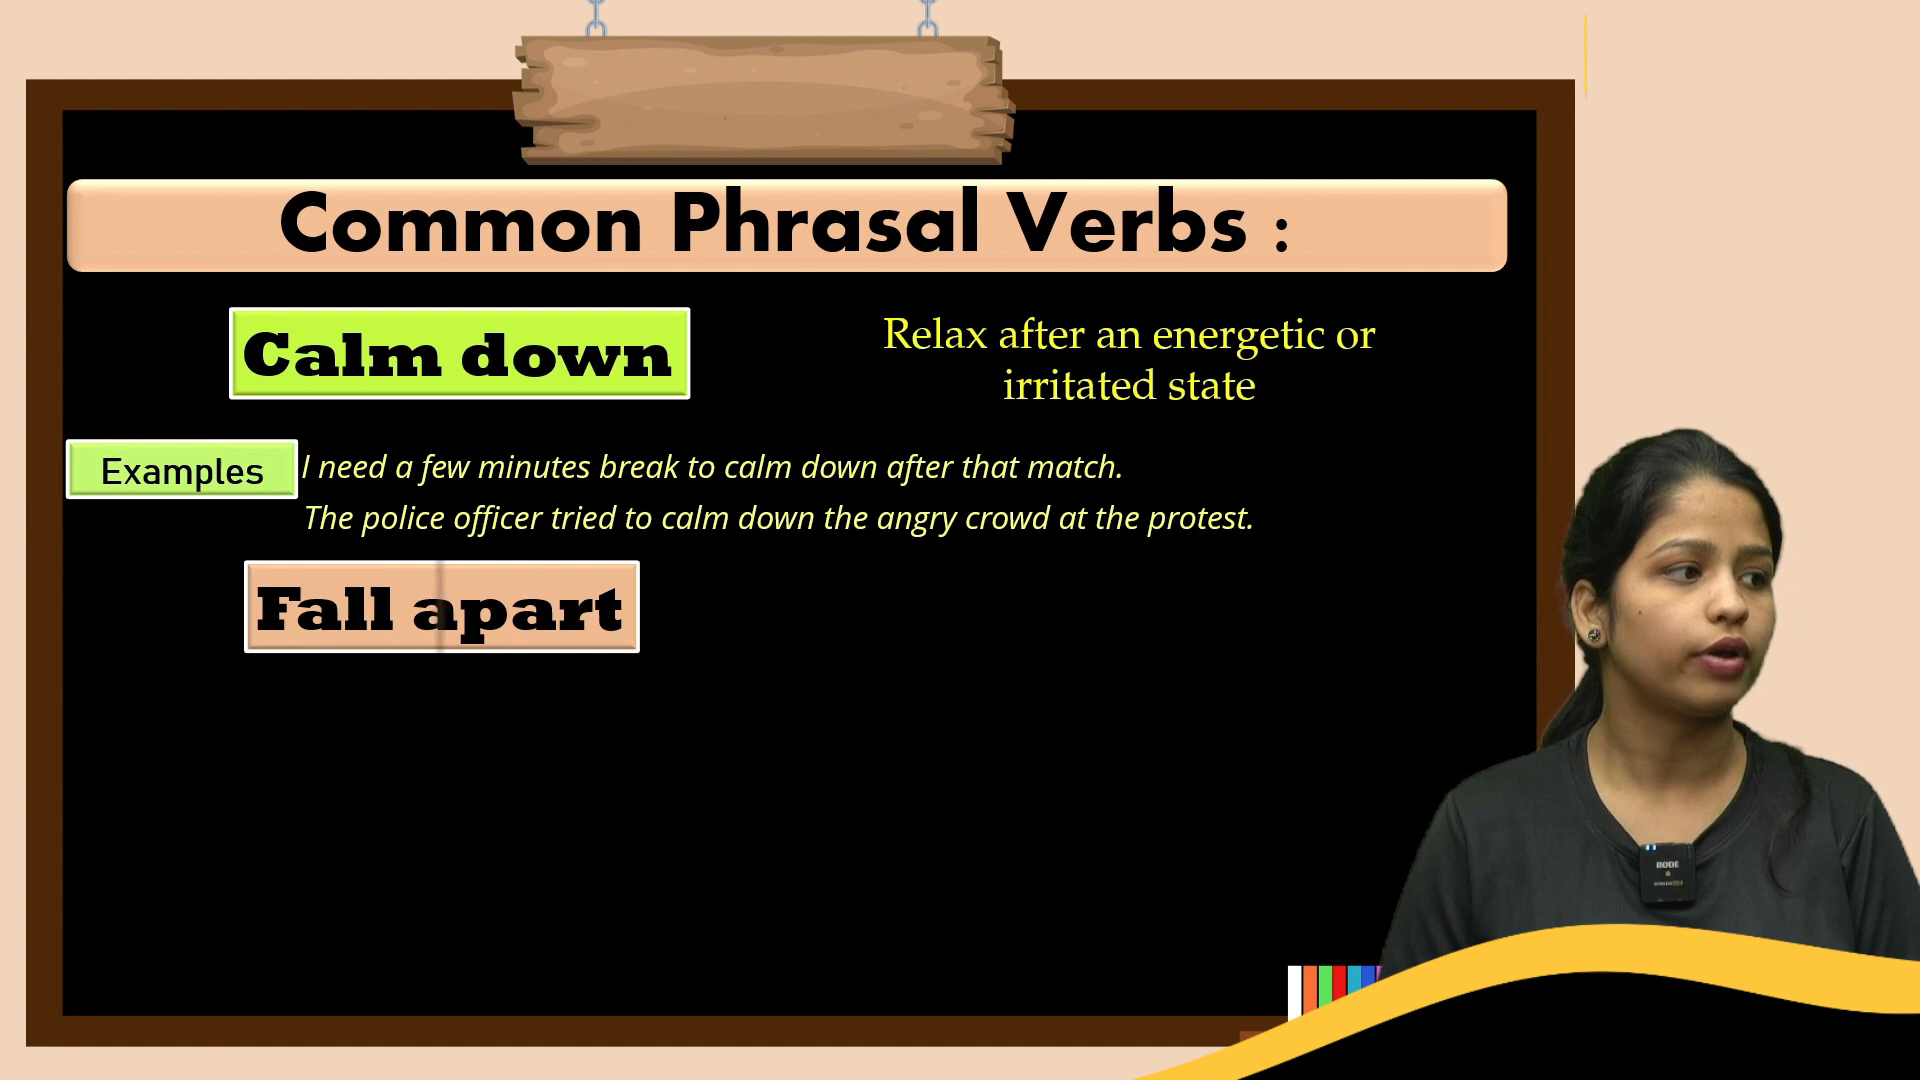 Common Phrasal Verbs :
Calm down
Relax after an energetic or
irritated state
Examples
I need a few minutes break to calm down after that match.
The police officer tried to calm down the angry crowd at the protest.
Fall apart
RØDE